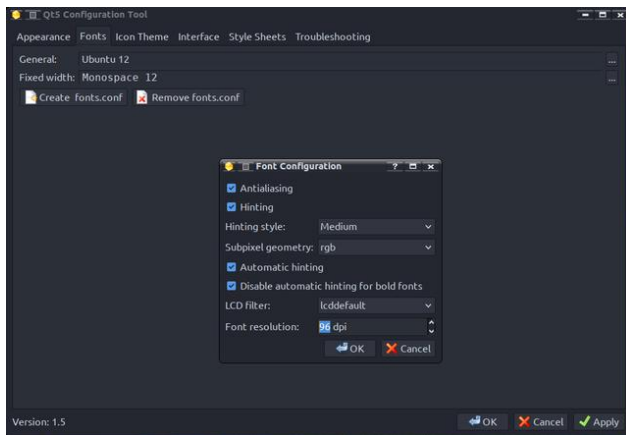 Qt5 Configuration Tool
Appearance Fonts Icon Theme Interface Style Sheets Troubleshooting
General: Ubuntu 12 ...
Fixed width: Monospace 12 ...
Create fonts.conf Remove fonts.conf
Font Configuration ?
Antialiasing
Hinting
Hinting style: Medium
Subpixel geometry: rgb
Automatic hinting
Disable automatic hinting for bold fonts
LCD filter: lcddefault
Font resolution: 96 dpi
OK Cancel
Version: 1.5 OK Cancel Apply